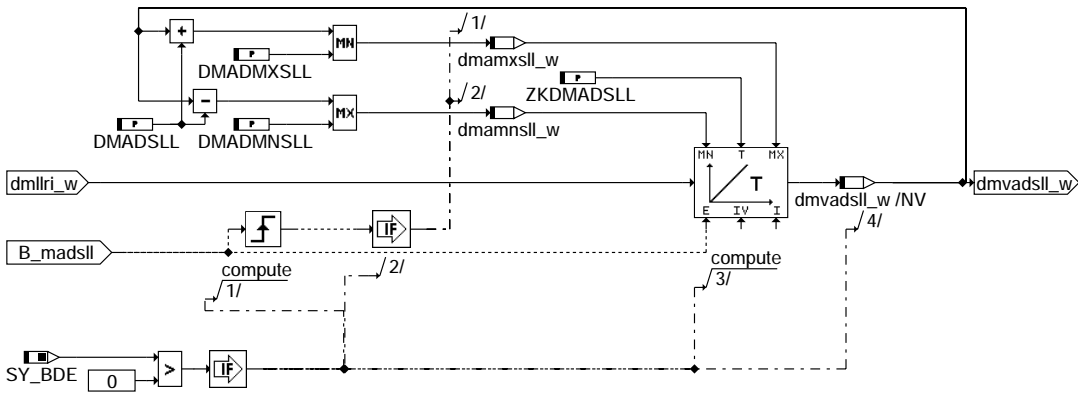 1/
+
MN
P
dmamxsll_w
DMADMXSLL
P
ZKDMADSLL
2/
-
MX
P
P
dmamnsll_w
DMADSLL
DMADMNSLL
MN T MX
dmllri_w
T
dmvadsll_w
dmvadsll_w /NV
E IV I
4/
IF
B_madsll
compute
2/
compute
1/
3/
SY_BDE
>
IF
0